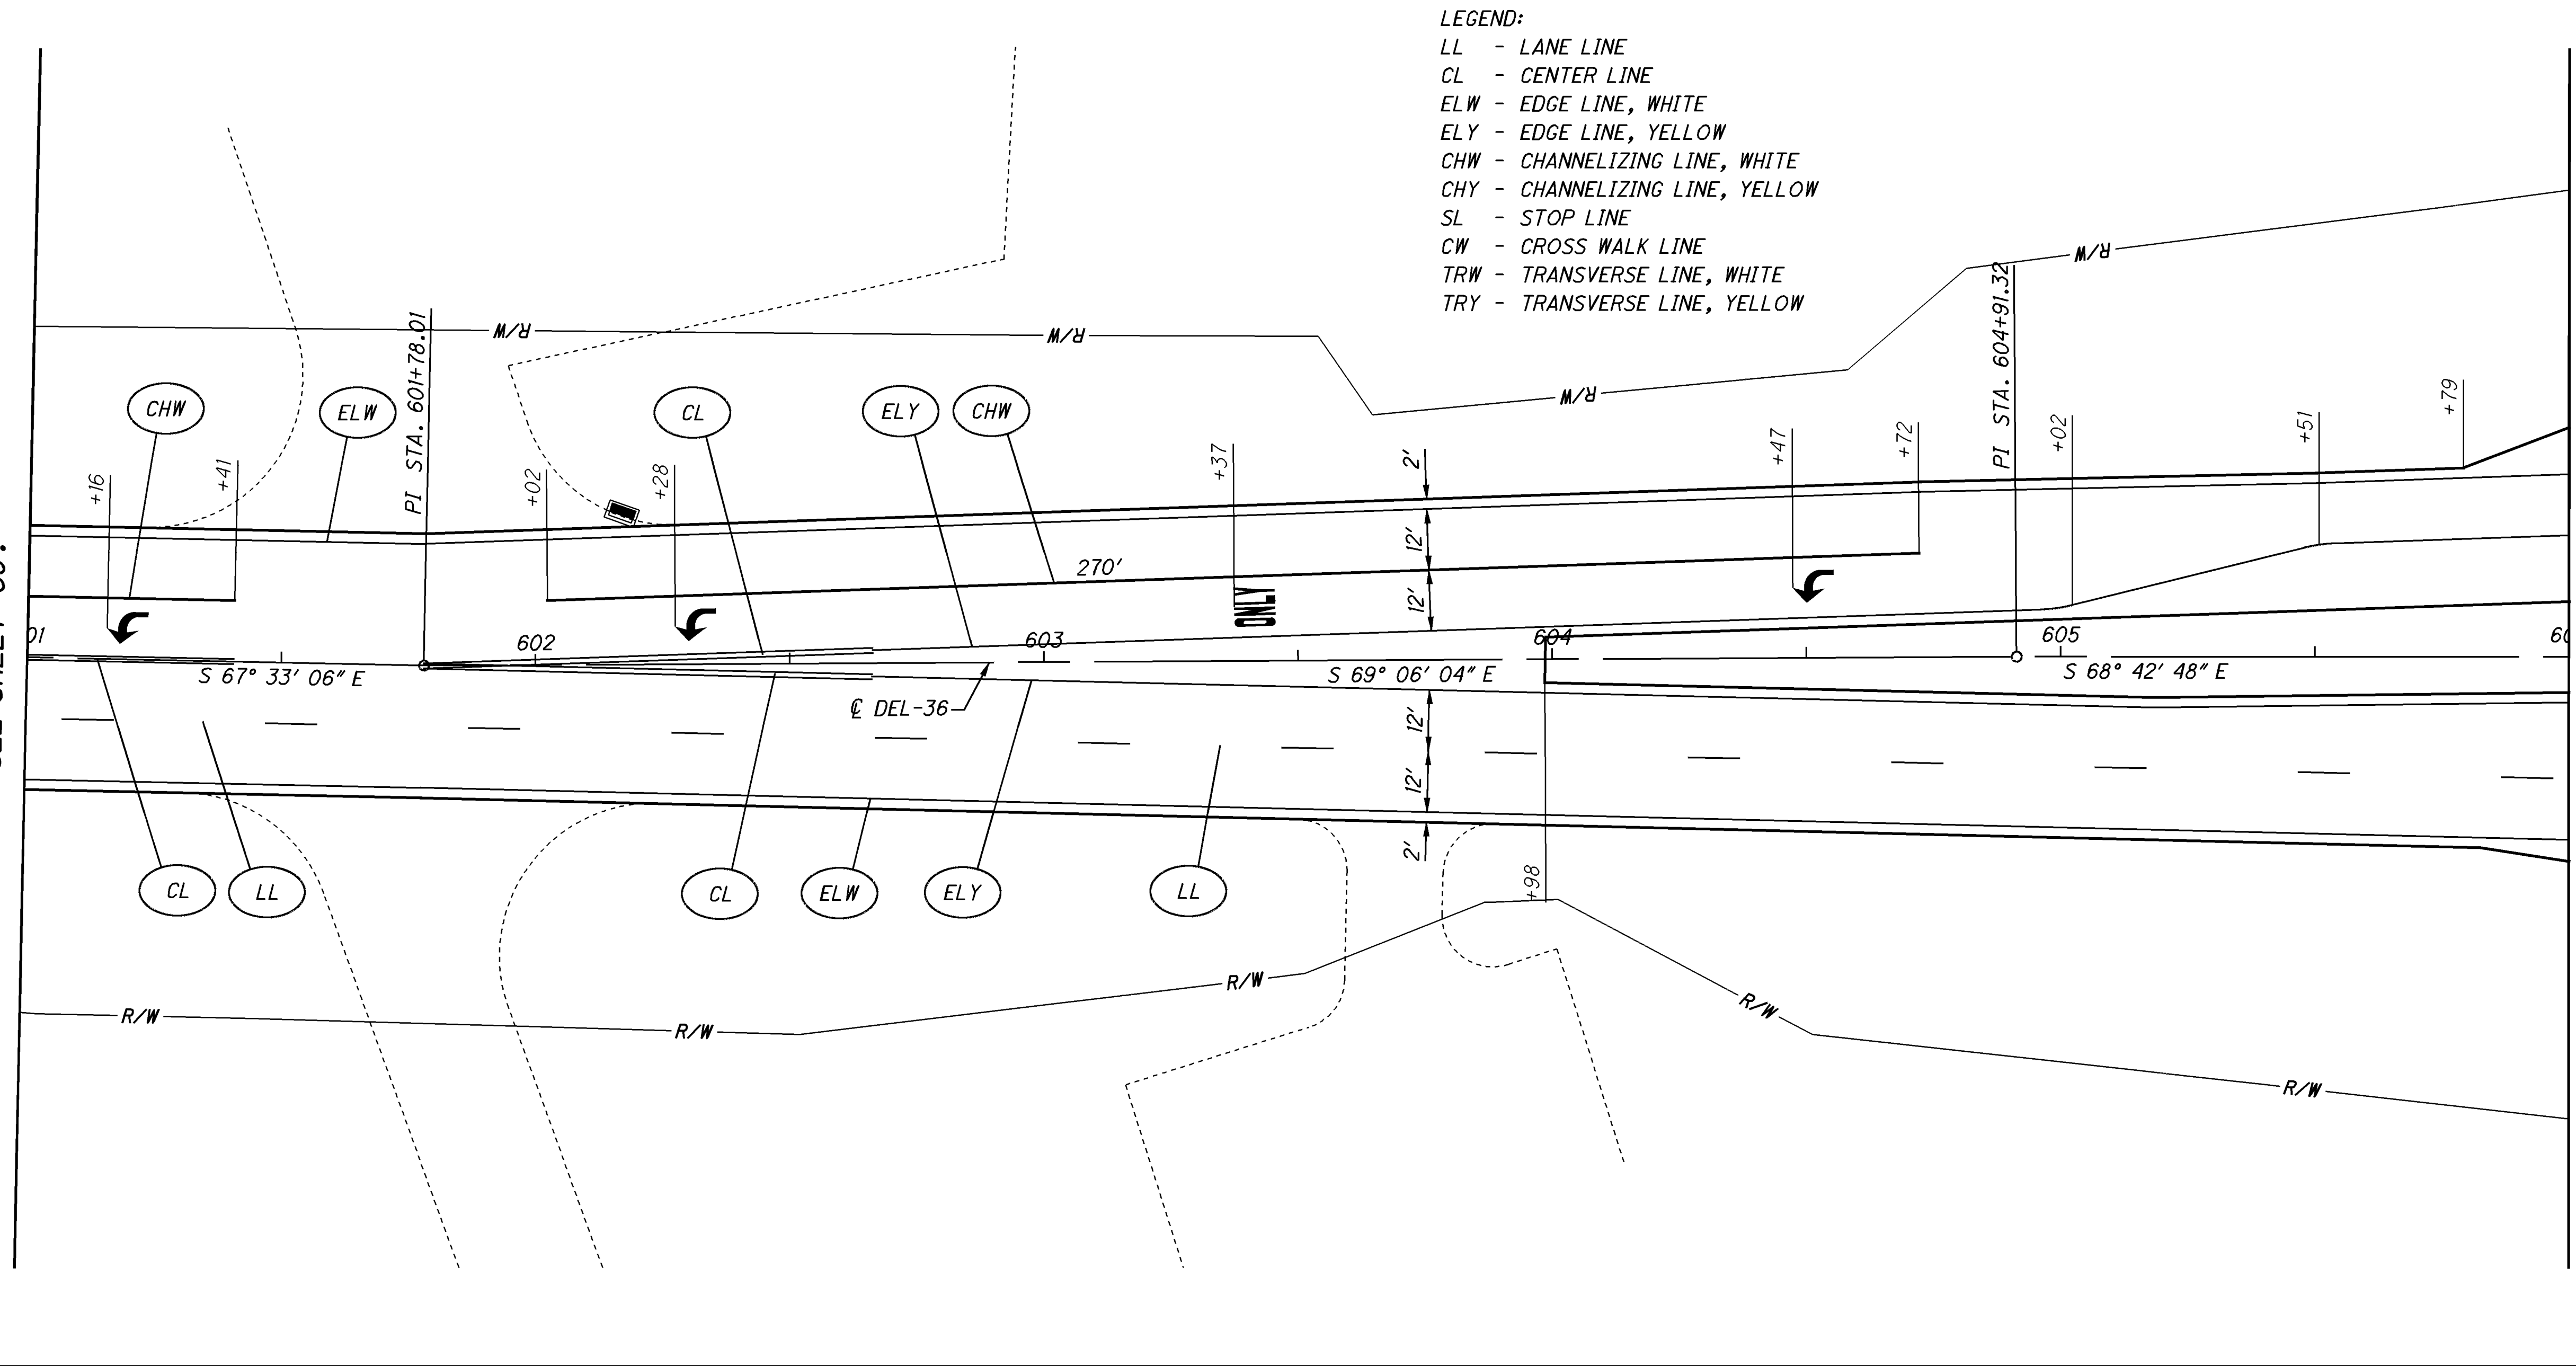 LEGEND:
LL - LANE LINE
CL - CENTER LINE
ELW - EDGE LINE, WHITE
ELY - EDGE LINE, YELLOW
CHW - CHANNELIZING LINE, WHITE
CHY - CHANNELIZING LINE, YELLOW
SL - STOP LINE
CW - CROSS WALK LINE
TRW - TRANSVERSE LINE, WHITE
TRY - TRANSVERSE LINE, YELLOW
R/W
R/W
R/W
R/W
PI STA. 601+78.01
PI STA. 604+91.32
CHW
ELW
CL
ELY
CHW
+16
+41
+02
+28
+37
+47
+72
+02
+51
+79
2'
12'
12'
270'
ONLY
01
602
603
604
605
60
S 67° 33' 06" E
S 69° 06' 04" E
S 68° 42' 48" E
℄ DEL-36
12'
12'
2'
+98
CL
LL
CL
ELW
ELY
LL
R/W
R/W
R/W
R/W
R/W